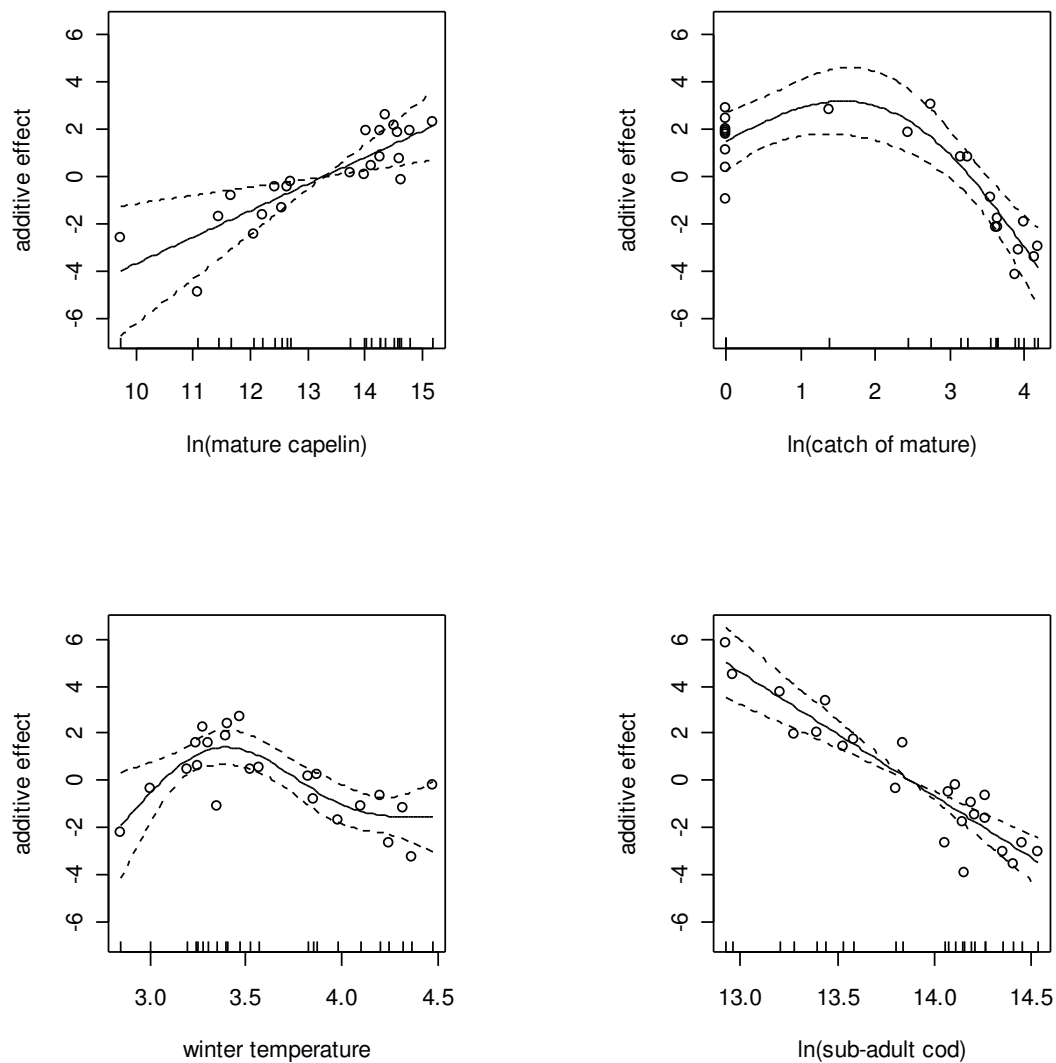 6
4
2
0
-2
-4
-6
additive effect
10 11 12 13 14 15
ln(mature capelin)
6
4
2
0
-2
-4
-6
additive effect
0 1 2 3 4
ln(catch of mature)
6
4
2
0
-2
-4
-6
additive effect
3.0 3.5 4.0 4.5
winter temperature
6
4
2
0
-2
-4
-6
additive effect
13.0 13.5 14.0 14.5
ln(sub-adult cod)